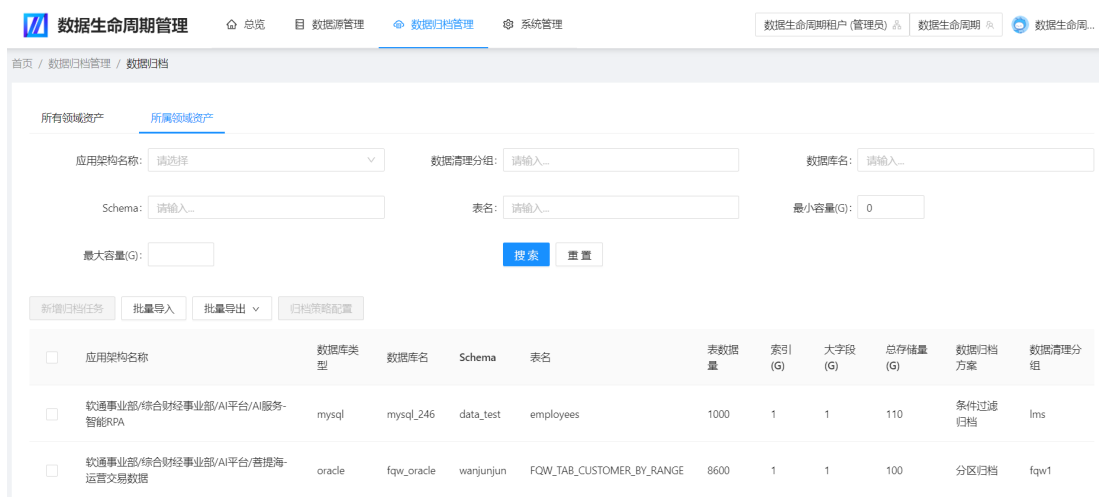 数据生命周期管理 总览 数据源管理 数据归档管理 系统管理 数据生命周期租户 (管理员) 数据生命周期 数据生命周...
首页 / 数据归档管理 / 数据归档
所有领域资产 所属领域资产
应用架构名称: 请选择 数据清理分组: 请输入... 数据库名: 请输入...
Schema: 请输入... 表名: 请输入... 最小容量(G): 0
最大容量(G): 搜索 重置
新增归档任务 批量导入 批量导出 归档策略配置
应用架构名称 数据库类型 数据库名 Schema 表名 表数据量 索引(G) 大字段(G) 总存储量(G) 数据归档方案 数据清理分组
软通事业部/综合财经事业部/AI平台/AI服务-智能RPA mysql mysql_246 data_test employees 1000 1 1 110 条件过滤归档 lms
软通事业部/综合财经事业部/AI平台/菩提海-运营交易数据 oracle fqw_oracle wanjunjun FQW_TAB_CUSTOMER_BY_RANGE 8600 1 1 100 分区归档 fqw1